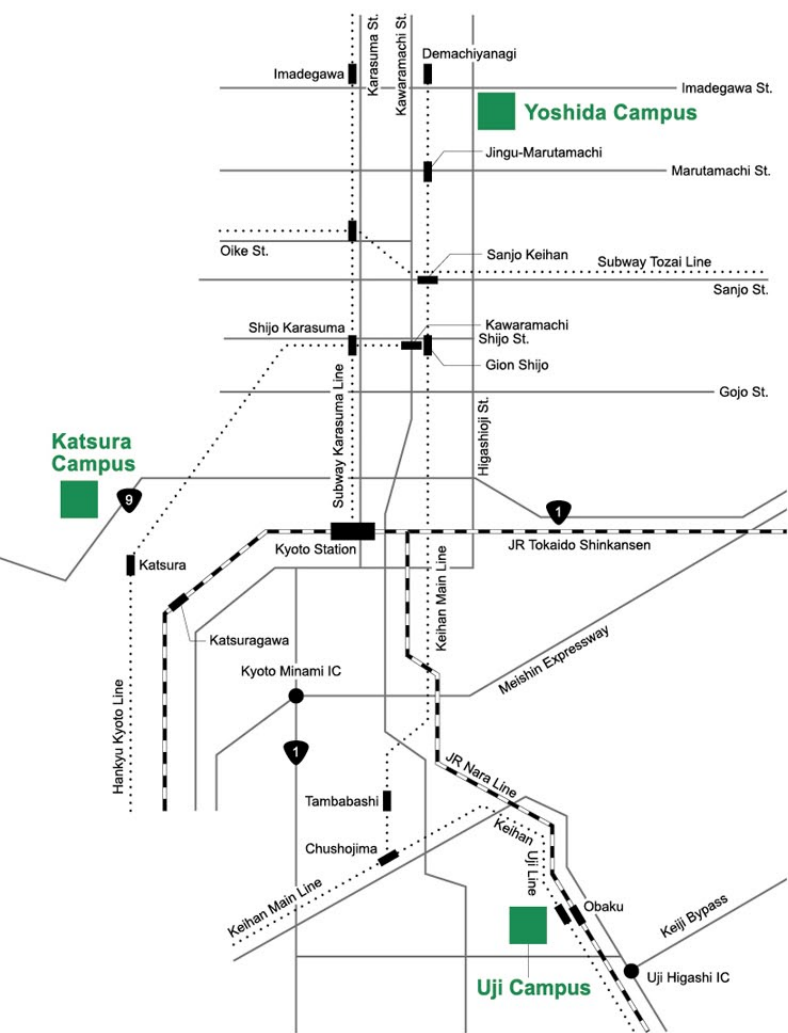 Karasuma St.
Kawaramachi St.
Demachiyanagi
Imadegawa
Imadegawa St.
Yoshida Campus
Jingu-Marutamachi
Marutamachi St.
Oike St.
Sanjo Keihan
Subway Tozai Line
Sanjo St.
Shijo Karasuma
Kawaramachi
Shijo St.
Gion Shijo
Subway Karasuma Line
Gojo St.
Higashioji St.
Katsura
Campus
9
1
Kyoto Station
JR Tokaido Shinkansen
Katsura
Keihan Main Line
Katsuragawa
Meishin Expressway
Kyoto Minami IC
Hankyu Kyoto Line
1
JR Nara Line
Tambabashi
Keihan
Uji Line
Chushojima
Keihan Main Line
Obaku
Keiji Bypass
Uji Higashi IC
Uji Campus